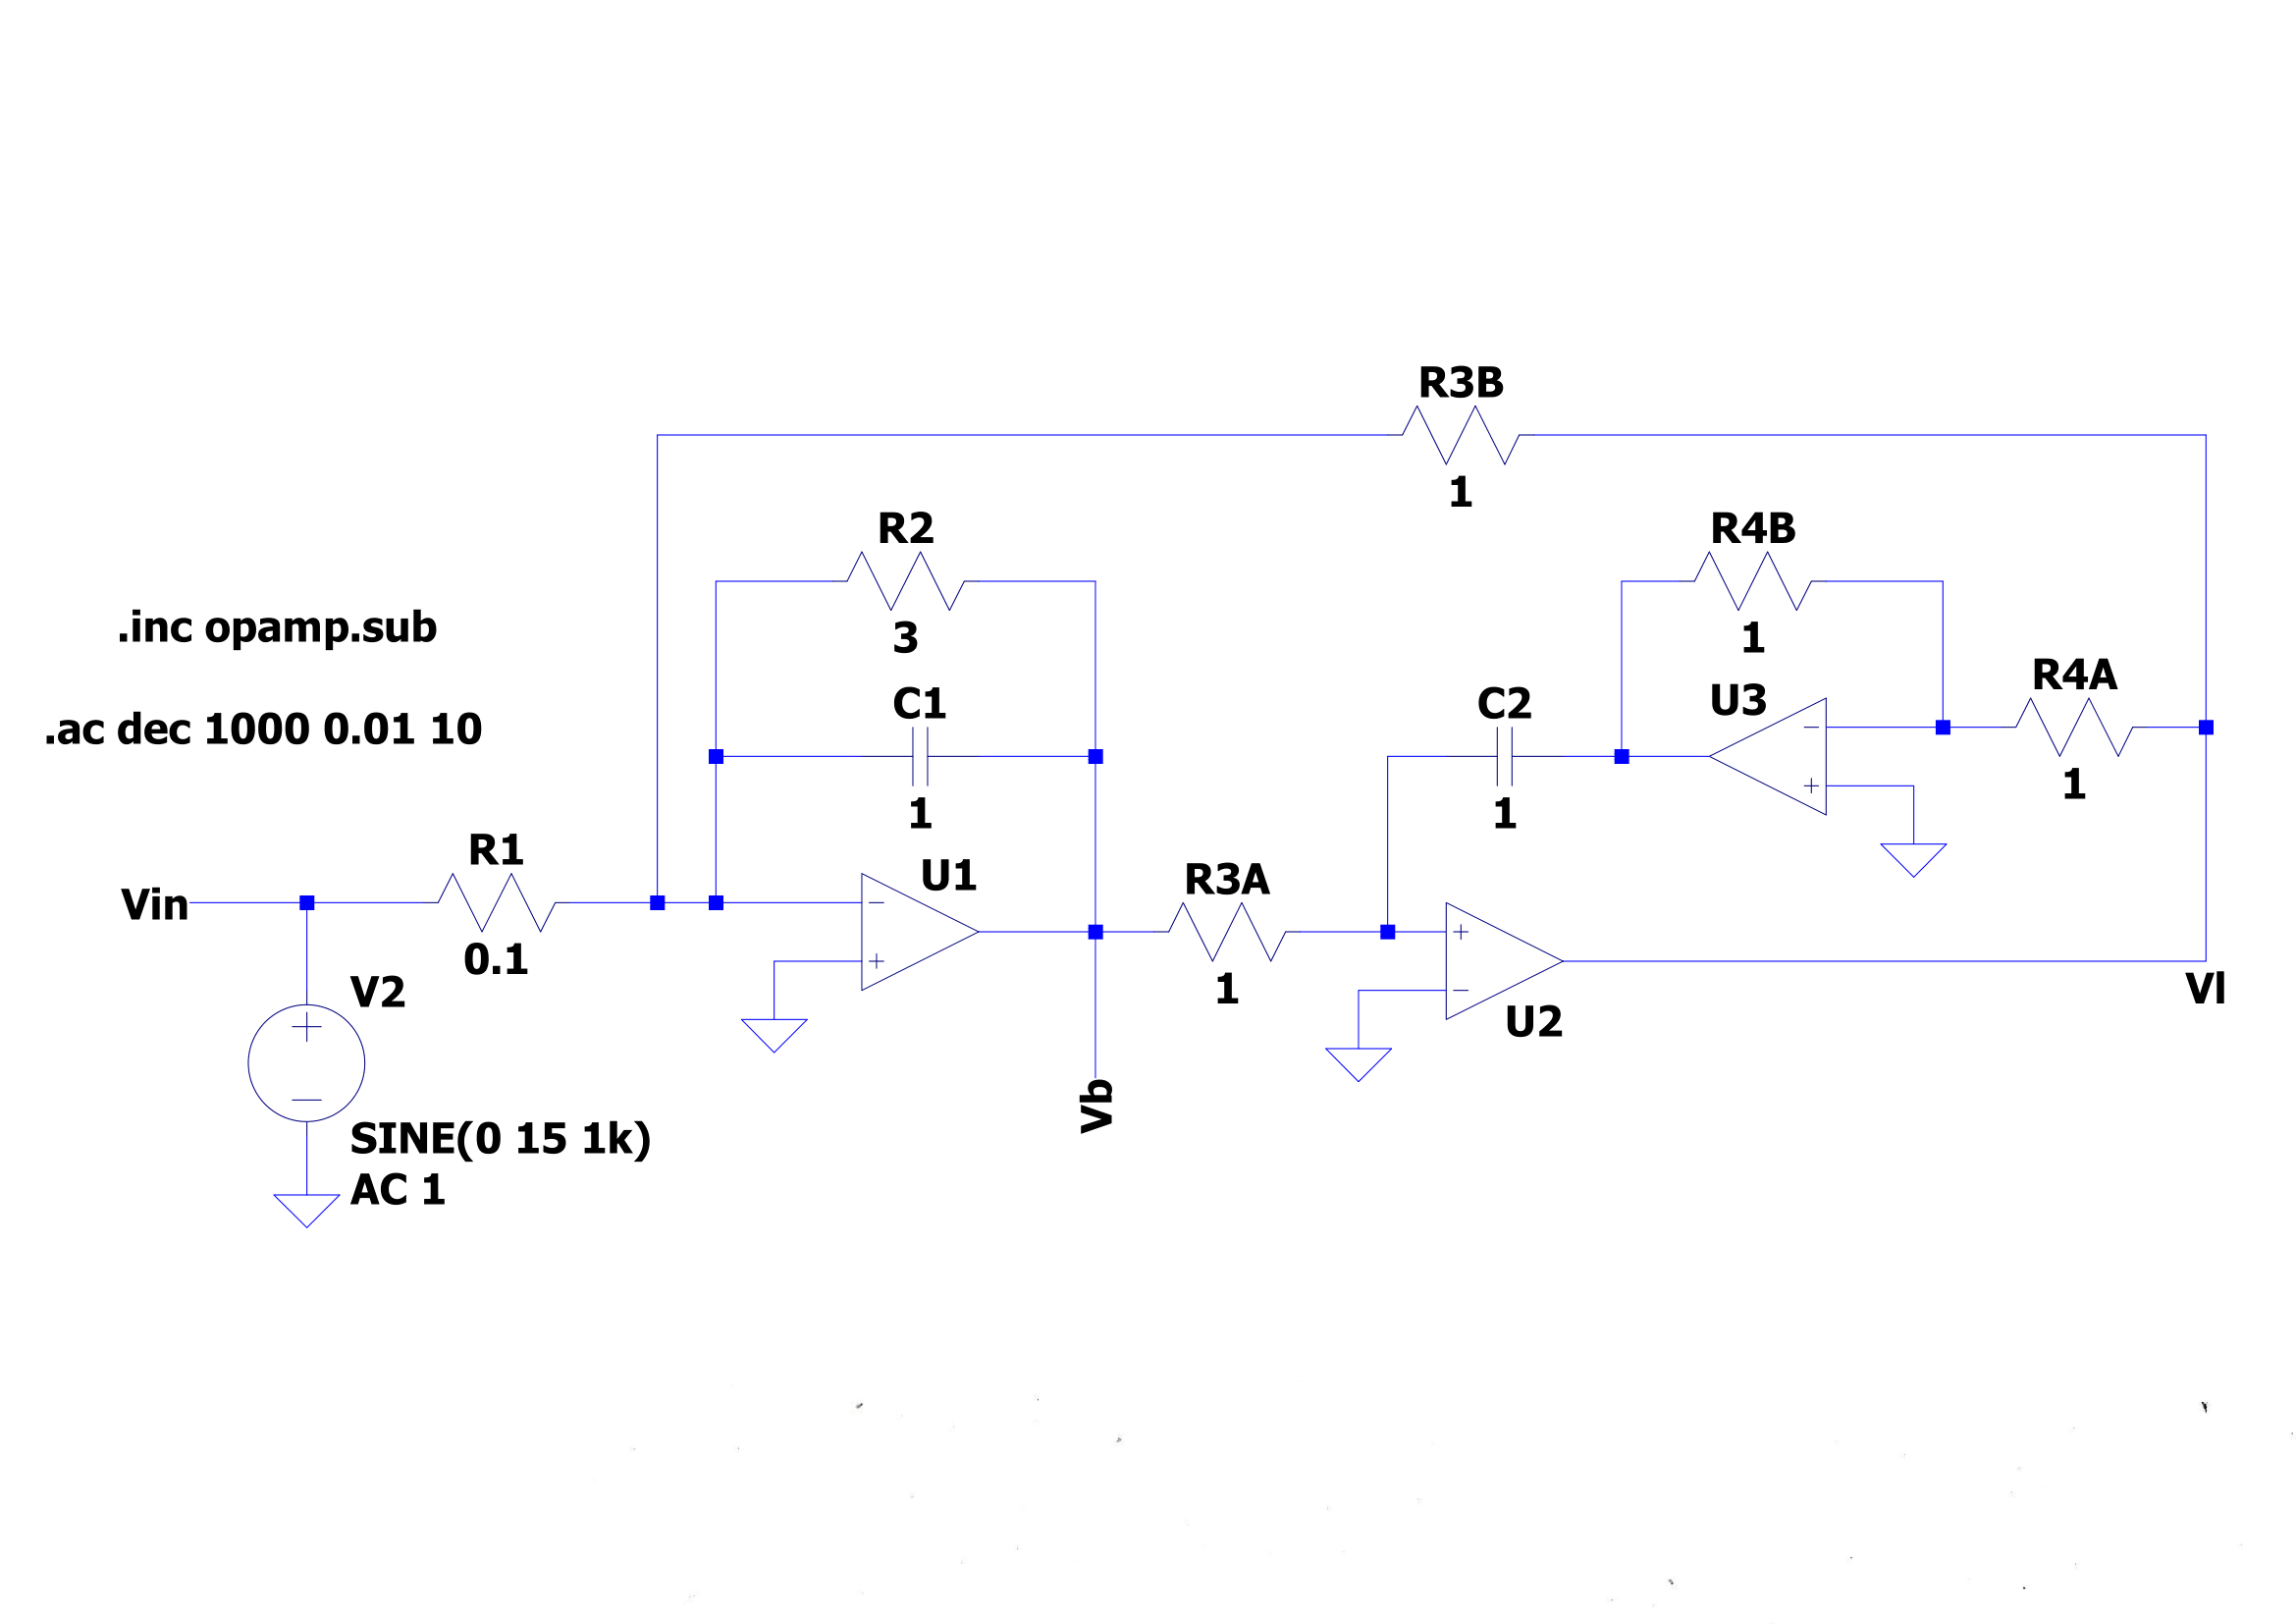 R3B
1
R2
3
R4B
1
.inc opamp.sub
R4A
1
C1
1
C2
1
U3
.ac dec 1000 0.01 10
R1
0.1
U1
R3A
1
Vin
V2
U2
Vl
Vb
SINE(0 15 1k)
AC 1